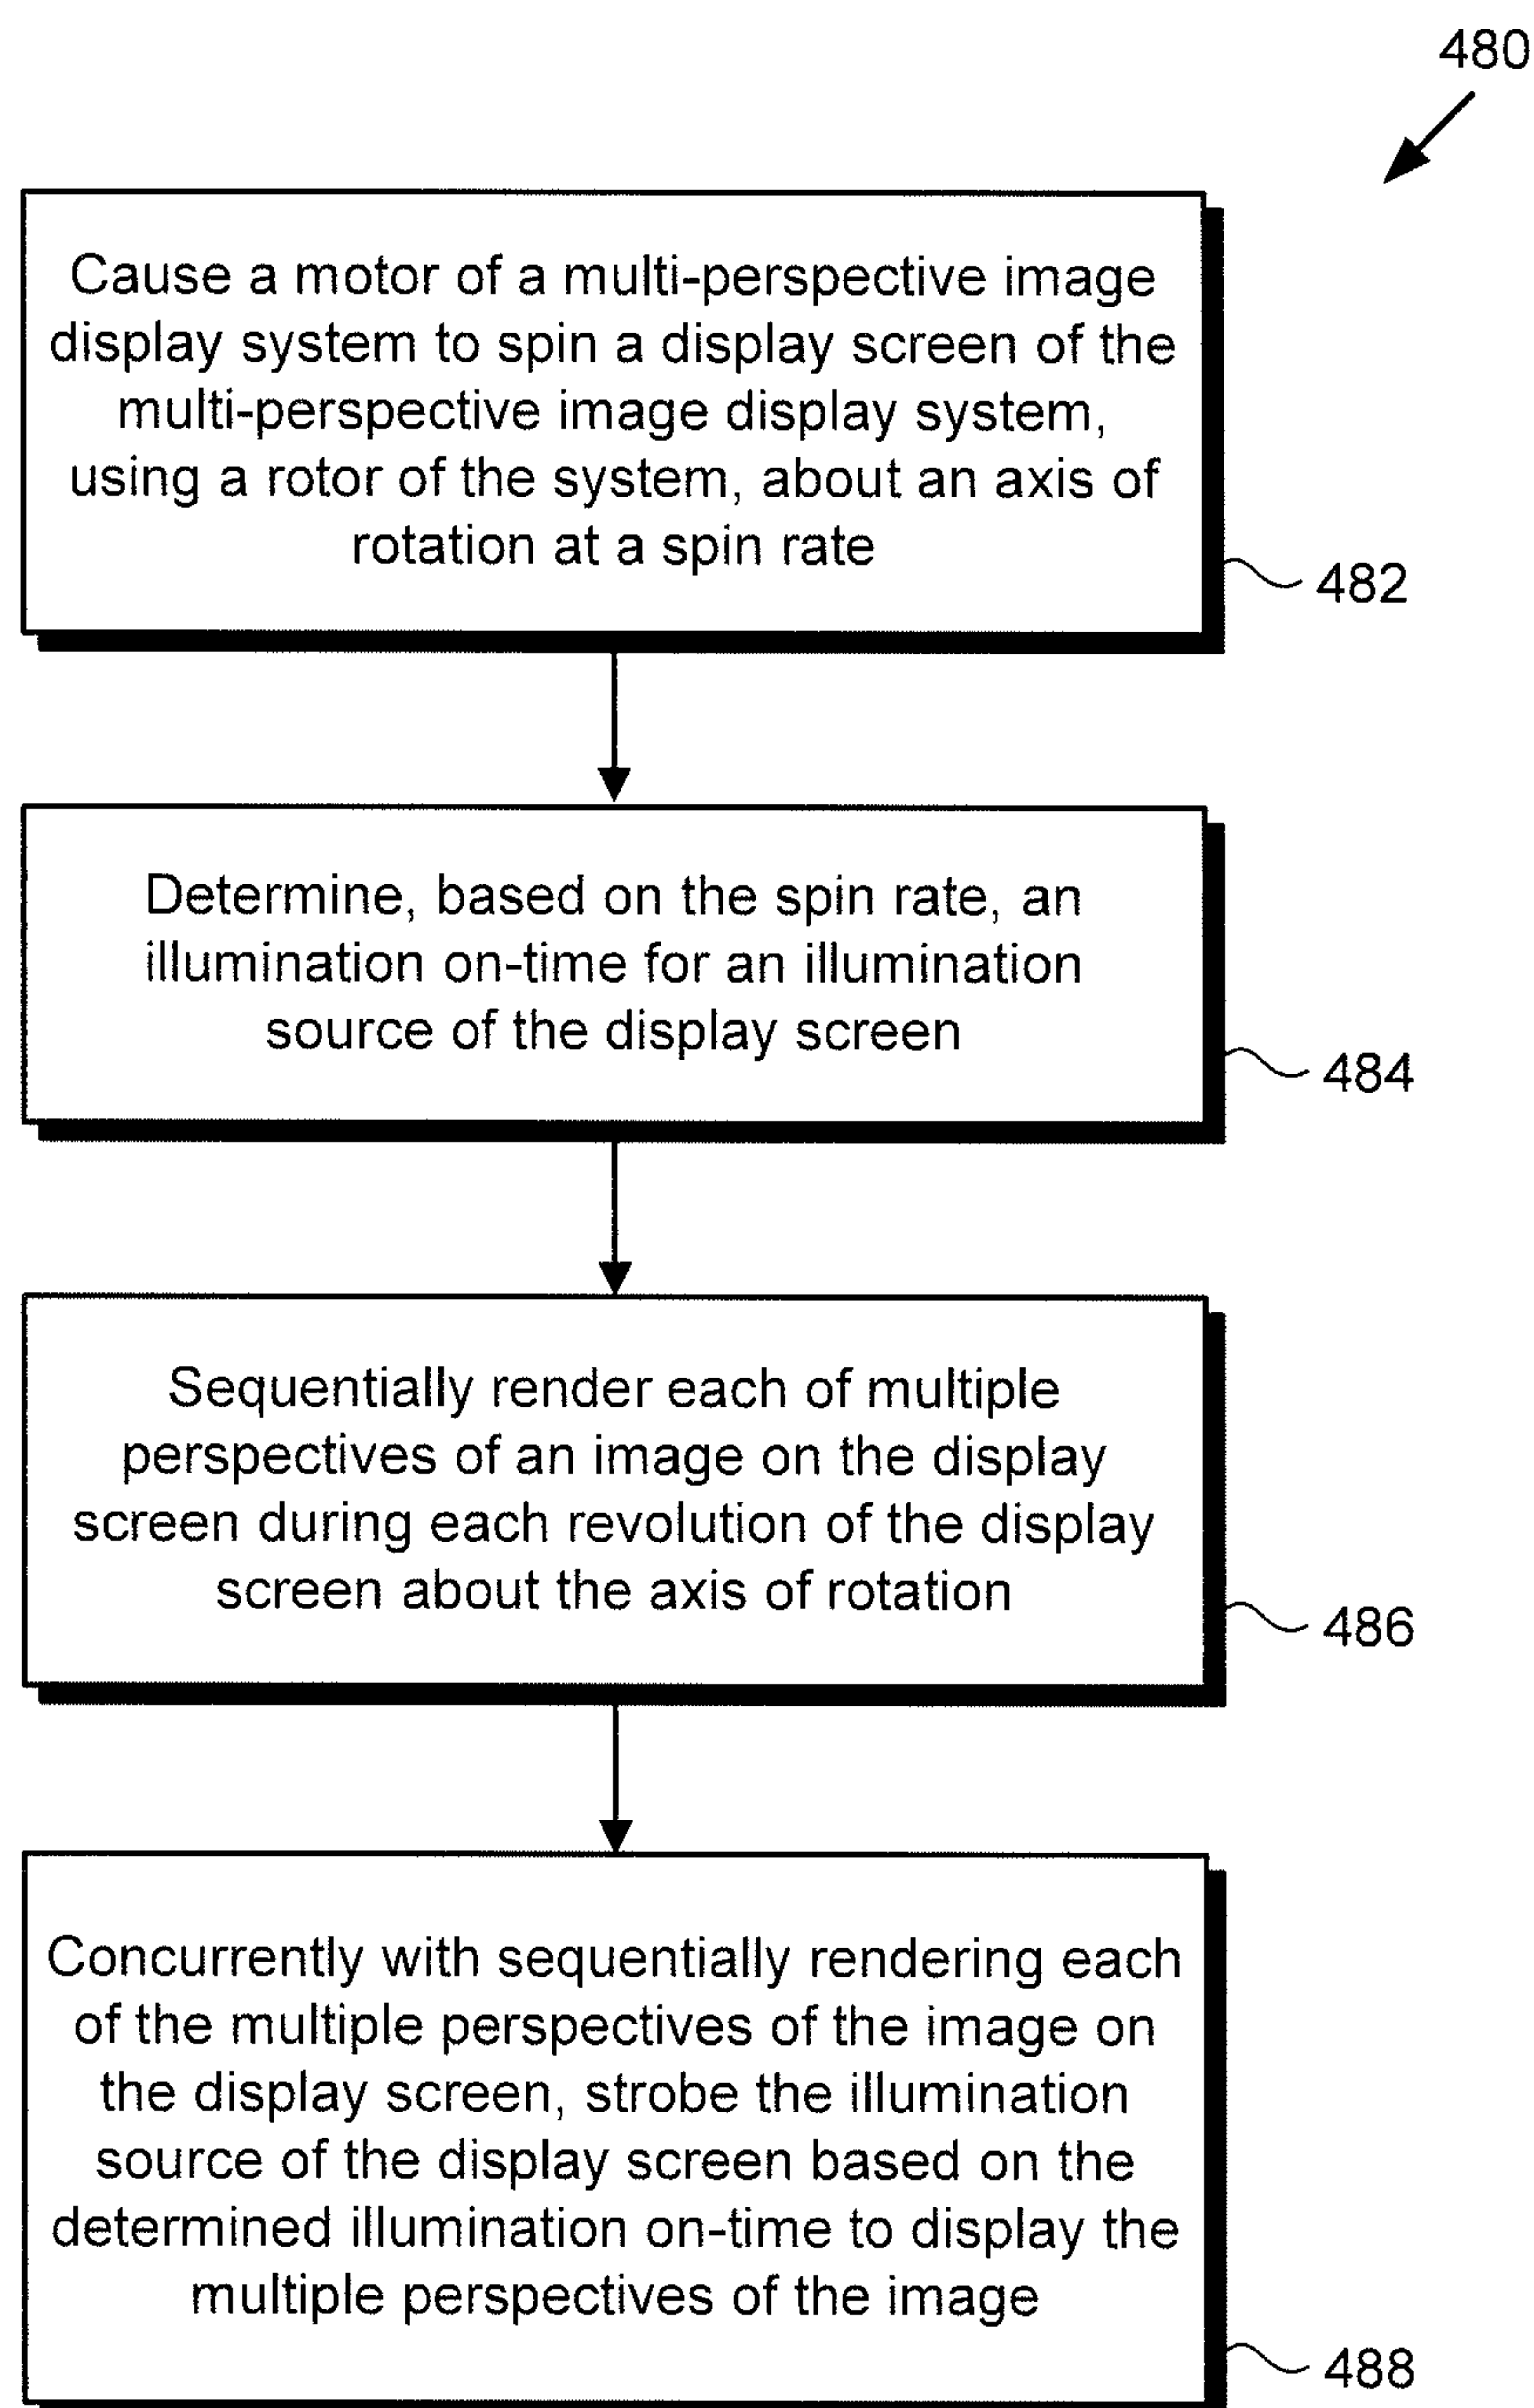 480
Cause a motor of a multi-perspective image
display system to spin a display screen of the
multi-perspective image display system,
using a rotor of the system, about an axis of
rotation at a spin rate
482
Determine, based on the spin rate, an
illumination on-time for an illumination
source of the display screen
484
Sequentially render each of multiple
perspectives of an image on the display
screen during each revolution of the display
screen about the axis of rotation
486
Concurrently with sequentially rendering each
of the multiple perspectives of the image on
the display screen, strobe the illumination
source of the display screen based on the
determined illumination on-time to display the
multiple perspectives of the image
488